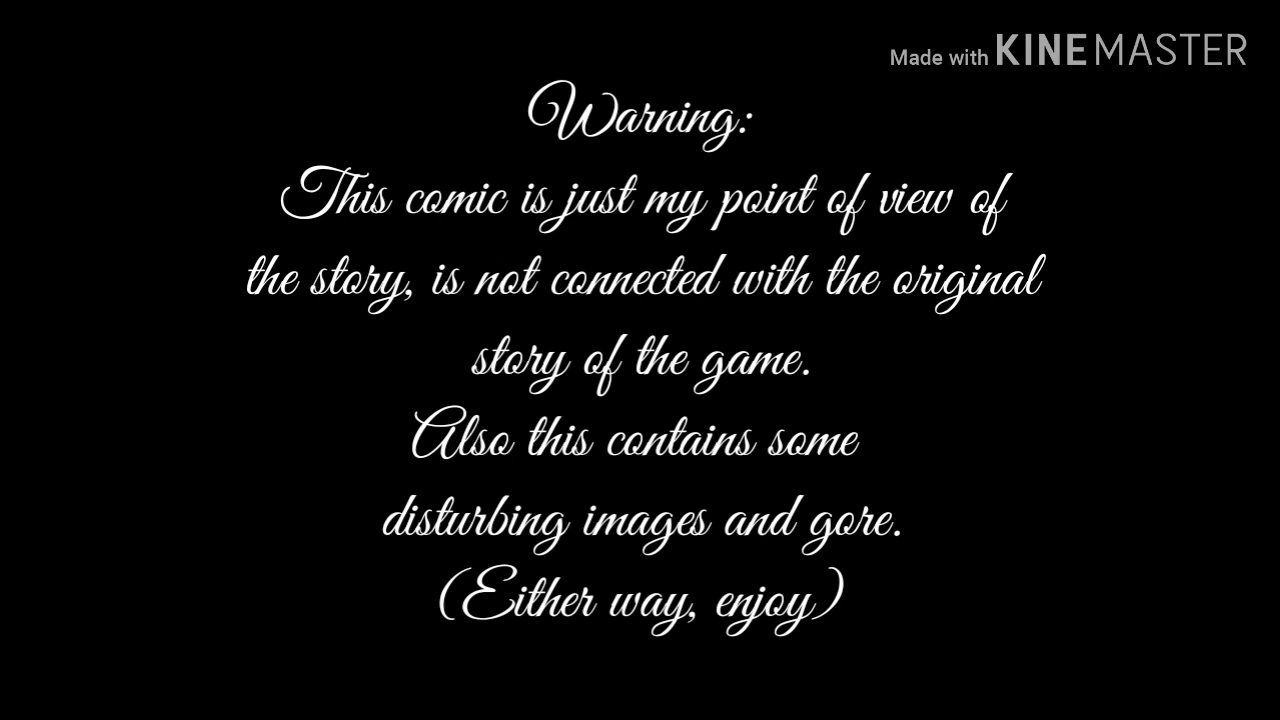 Made with KINEMASTER
Warning:
This comic is just my point of view of
the story, is not connected with the original
story of the game.
Also this contains some
disturbing images and gore.
(Either way, enjoy)